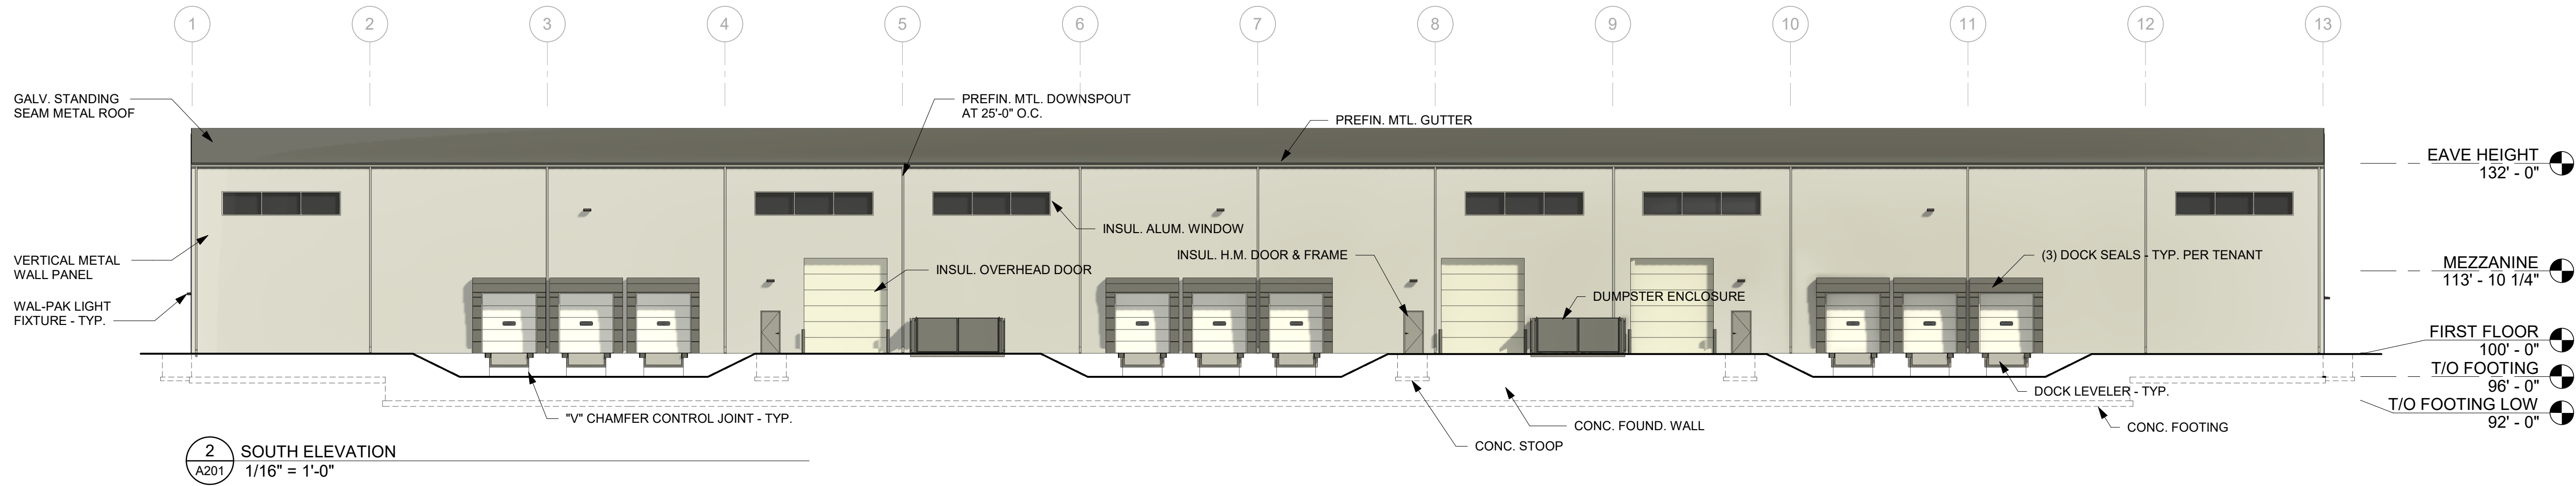 1
2
3
4
5
6
7
8
9
10
11
12
13
GALV. STANDING
SEAM METAL ROOF
PREFIN. MTL. DOWNSPOUT
AT 25'-0" O.C.
PREFIN. MTL. GUTTER
EAVE HEIGHT
132' - 0"
INSUL. ALUM. WINDOW
VERTICAL METAL
WALL PANEL
INSUL. OVERHEAD DOOR
INSUL. H.M. DOOR & FRAME
(3) DOCK SEALS - TYP. PER TENANT
MEZZANINE
113' - 10 1/4"
WAL-PAK LIGHT
FIXTURE - TYP.
DUMPSTER ENCLOSURE
FIRST FLOOR
100' - 0"
T/O FOOTING
96' - 0"
DOCK LEVELER - TYP.
T/O FOOTING LOW
92' - 0"
"V" CHAMFER CONTROL JOINT - TYP.
CONC. FOUND. WALL
CONC. FOOTING
CONC. STOOP
2
A201
SOUTH ELEVATION
1/16" = 1'-0"